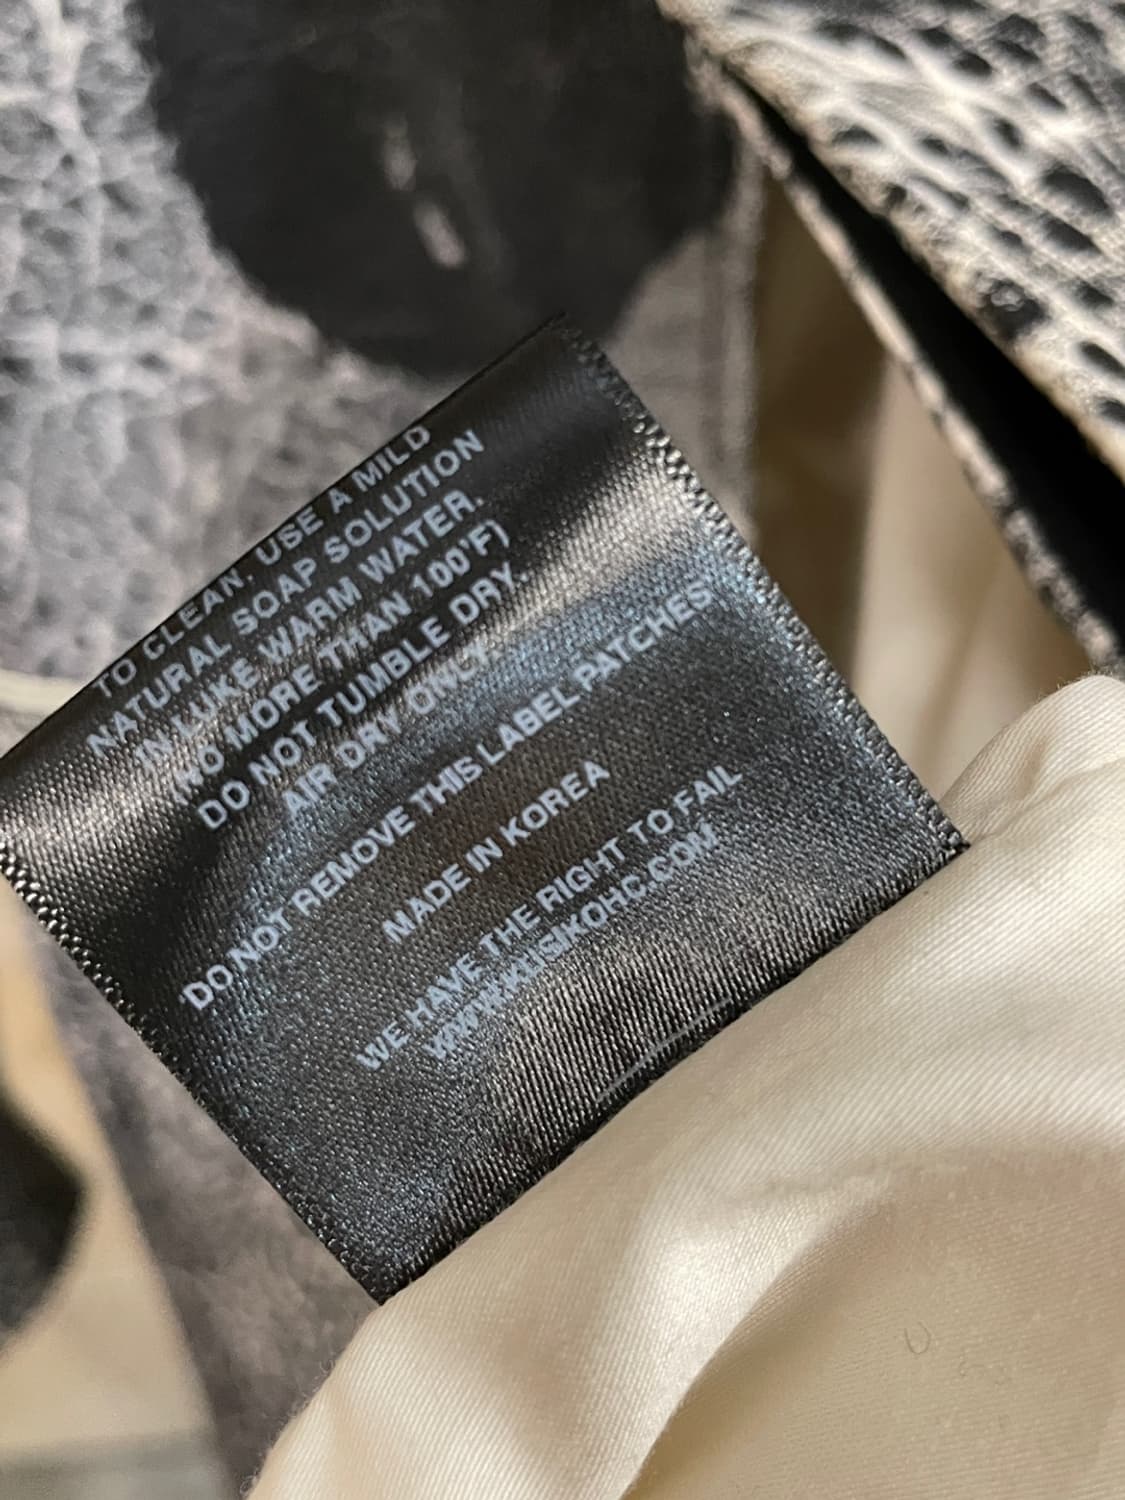 TO CLEAN, USE A MILD
NATURAL SOAP SOLUTION
IN LUKE WARM WATER.
(NO MORE THAN 100'F)
DO NOT TUMBLE DRY.
AIR DRY ONLY.
"DO NOT REMOVE THIS LABEL PATCHES"
MADE IN KOREA
WE HAVE THE RIGHT TO FAIL
WWW.KUSIKOHC.COM